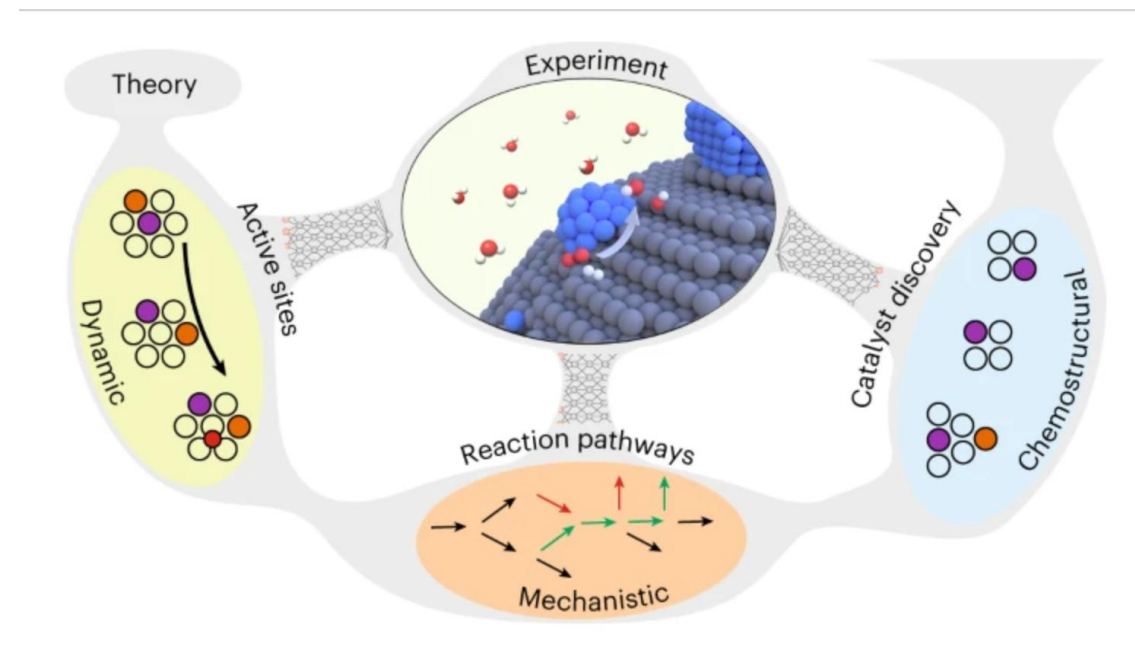 Theory
Experiment
Active sites
Dynamic
Catalyst discovery
Chemostructural
Reaction pathways
Mechanistic